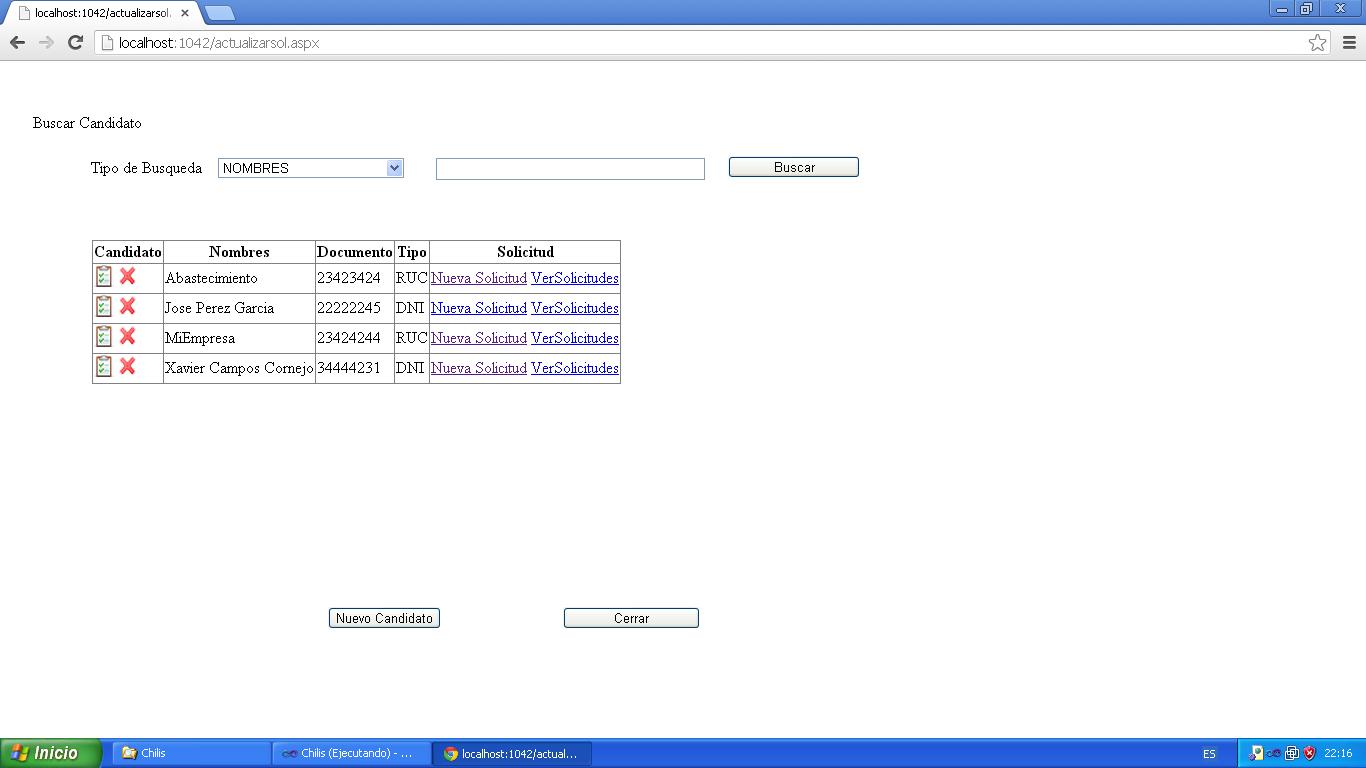 localhost:1042/actualizarsol.
localhost:1042/actualizarsol.aspx
Buscar Candidato
Tipo de Busqueda NOMBRES Buscar
Candidato Nombres Documento Tipo Solicitud
Abastecimiento 23423424 RUC Nueva Solicitud VerSolicitudes
Jose Perez Garcia 22222245 DNI Nueva Solicitud VerSolicitudes
MiEmpresa 23424244 RUC Nueva Solicitud VerSolicitudes
Xavier Campos Cornejo 34444231 DNI Nueva Solicitud VerSolicitudes
Nuevo Candidato Cerrar
Inicio Chilis Chilis (Ejecutando) - ... localhost:1042/actual... ES 22:16